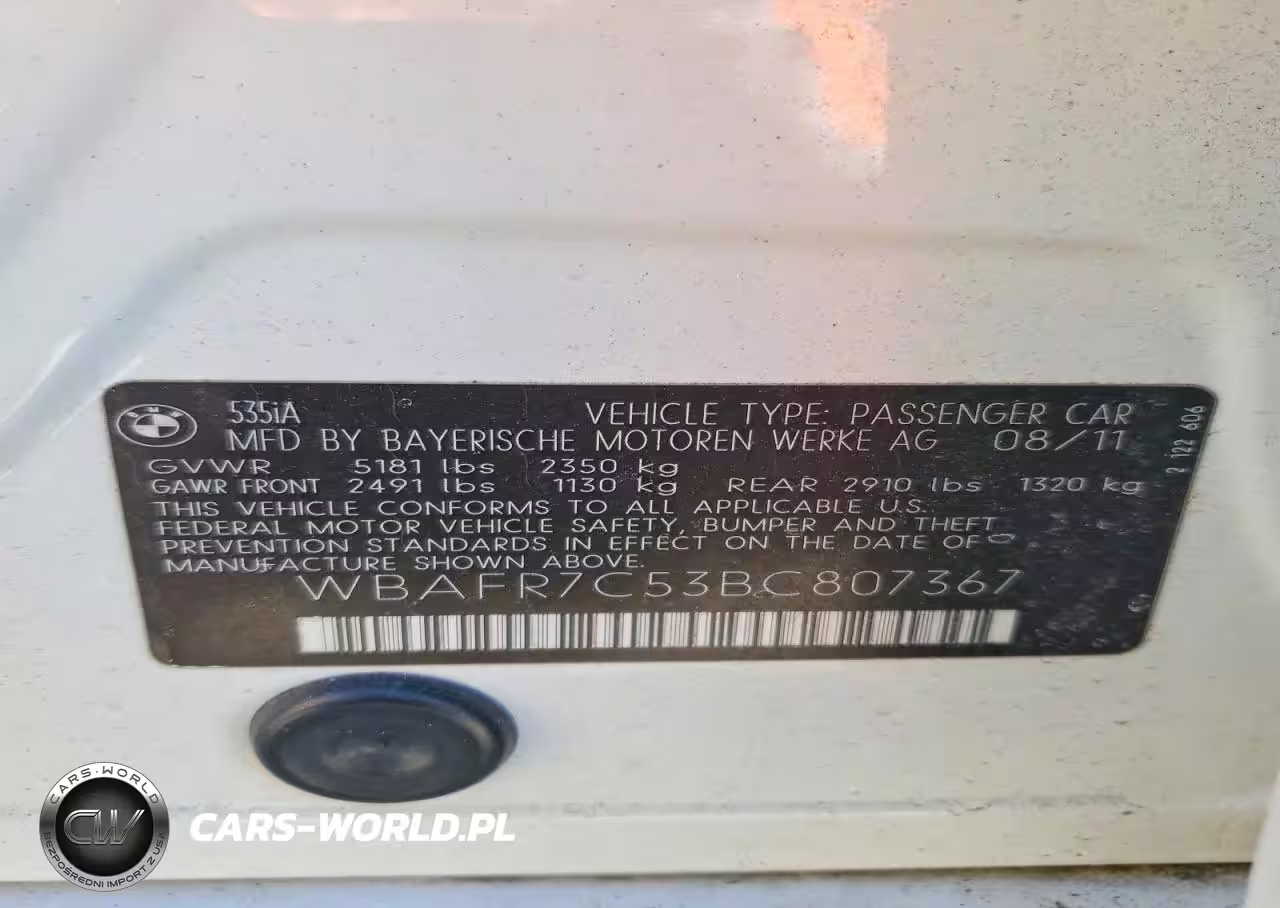 535iA VEHICLE TYPE: PASSENGER CAR
MFD BY BAYERISCHE MOTOREN WERKE AG 08/11
GVWR 5181 lbs 2350 kg
GAWR FRONT 2491 lbs 1130 kg REAR 2910 lbs 1320 kg
THIS VEHICLE CONFORMS TO ALL APPLICABLE U.S.
FEDERAL MOTOR VEHICLE SAFETY, BUMPER AND THEFT
PREVENTION STANDARDS IN EFFECT ON THE DATE OF
MANUFACTURE SHOWN ABOVE.
WBAFR7C53BC807367
2 122 606
CARS-WORLD
CW
BEZPOŚREDNI IMPORT Z USA
CARS-WORLD.PL